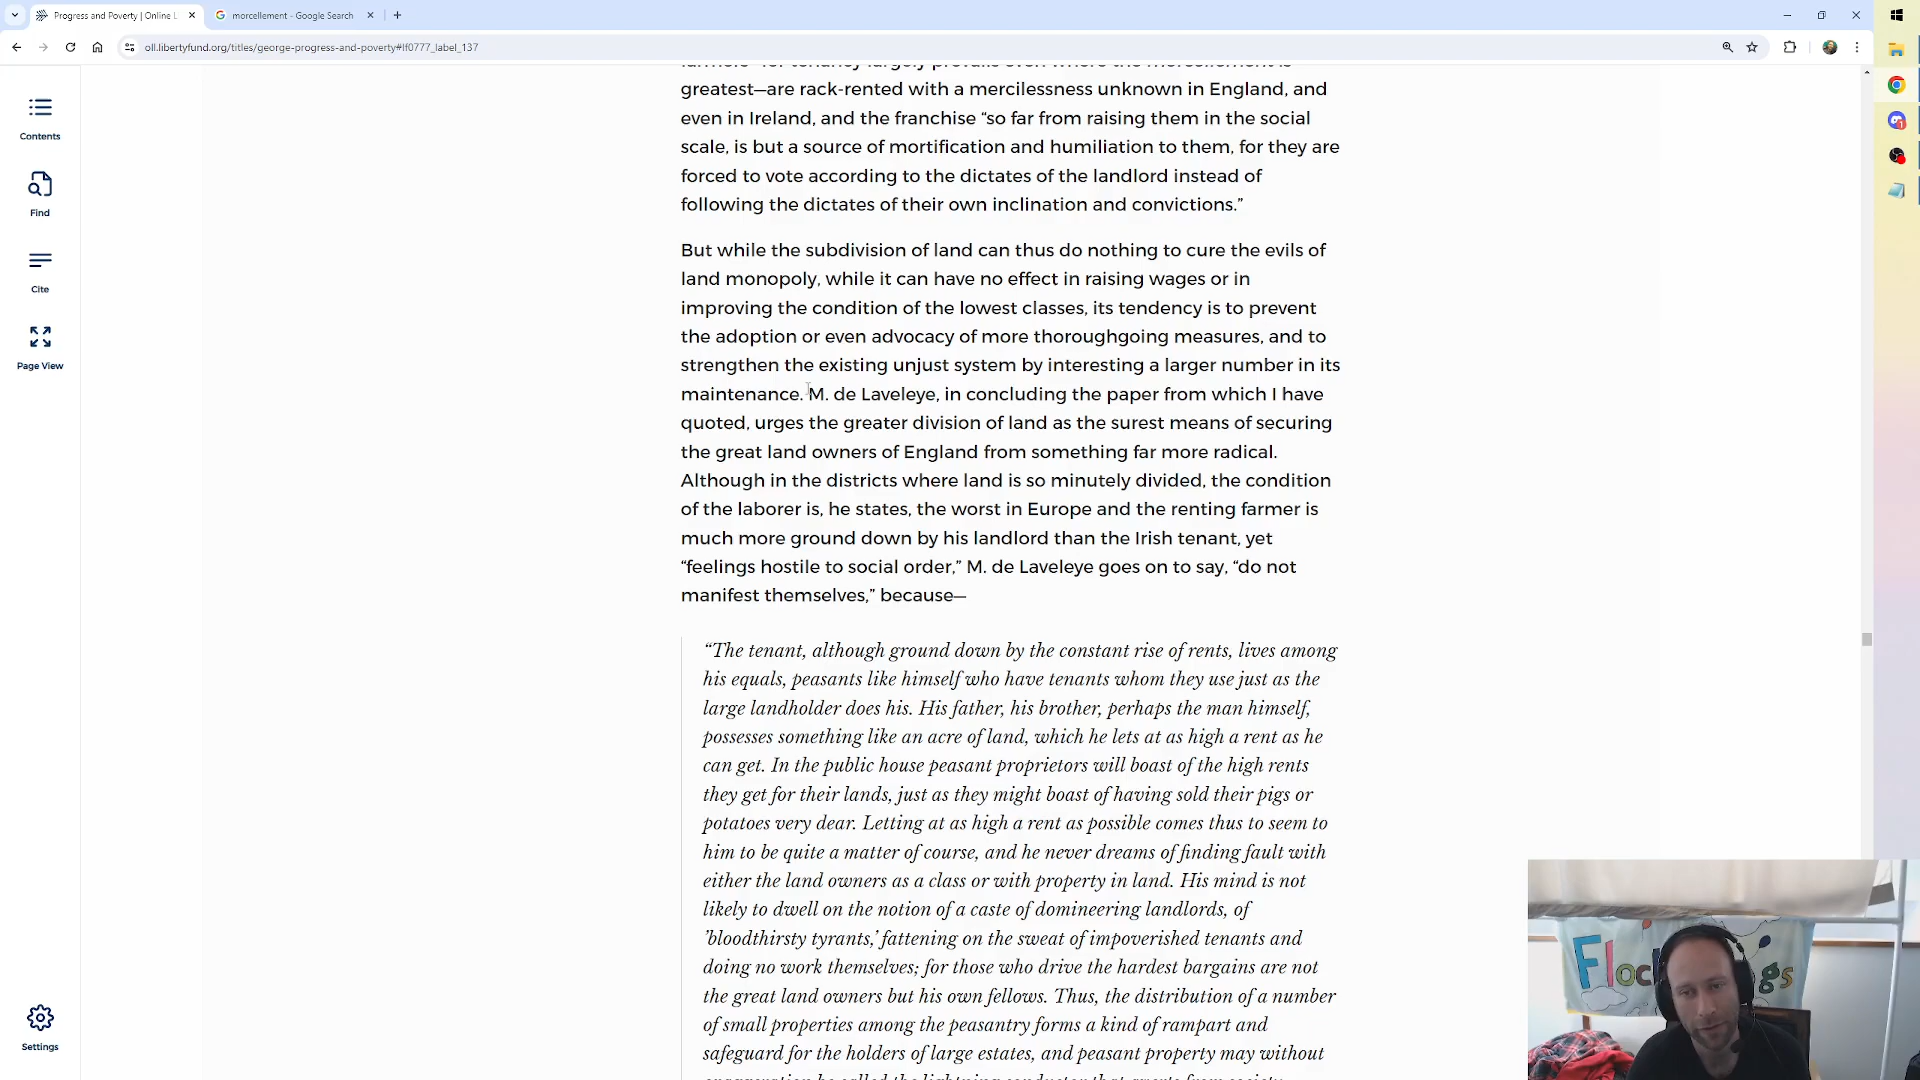 Progress and Poverty | Online L
morcellement - Google Search
oll.libertyfund.org/titles/george-progress-and-poverty#lf0777_label_137
Contents
Find
Cite
Page View
Settings
greatest—are rack-rented with a mercilessness unknown in England, and
even in Ireland, and the franchise “so far from raising them in the social
scale, is but a source of mortification and humiliation to them, for they are
forced to vote according to the dictates of the landlord instead of
following the dictates of their own inclination and convictions.”
But while the subdivision of land can thus do nothing to cure the evils of
land monopoly, while it can have no effect in raising wages or in
improving the condition of the lowest classes, its tendency is to prevent
the adoption or even advocacy of more thoroughgoing measures, and to
strengthen the existing unjust system by interesting a larger number in its
maintenance. M. de Laveleye, in concluding the paper from which I have
quoted, urges the greater division of land as the surest means of securing
the great land owners of England from something far more radical.
Although in the districts where land is so minutely divided, the condition
of the laborer is, he states, the worst in Europe and the renting farmer is
much more ground down by his landlord than the Irish tenant, yet
“feelings hostile to social order,” M. de Laveleye goes on to say, “do not
manifest themselves,” because—
“The tenant, although ground down by the constant rise of rents, lives among
his equals, peasants like himself who have tenants whom they use just as the
large landholder does his. His father, his brother, perhaps the man himself,
possesses something like an acre of land, which he lets at as high a rent as he
can get. In the public house peasant proprietors will boast of the high rents
they get for their lands, just as they might boast of having sold their pigs or
potatoes very dear. Letting at as high a rent as possible comes thus to seem to
him to be quite a matter of course, and he never dreams of finding fault with
either the land owners as a class or with property in land. His mind is not
likely to dwell on the notion of a caste of domineering landlords, of
’bloodthirsty tyrants,’ fattening on the sweat of impoverished tenants and
doing no work themselves; for those who drive the hardest bargains are not
the great land owners but his own fellows. Thus, the distribution of a number
of small properties among the peasantry forms a kind of rampart and
safeguard for the holders of large estates, and peasant property may without
Floc
gs